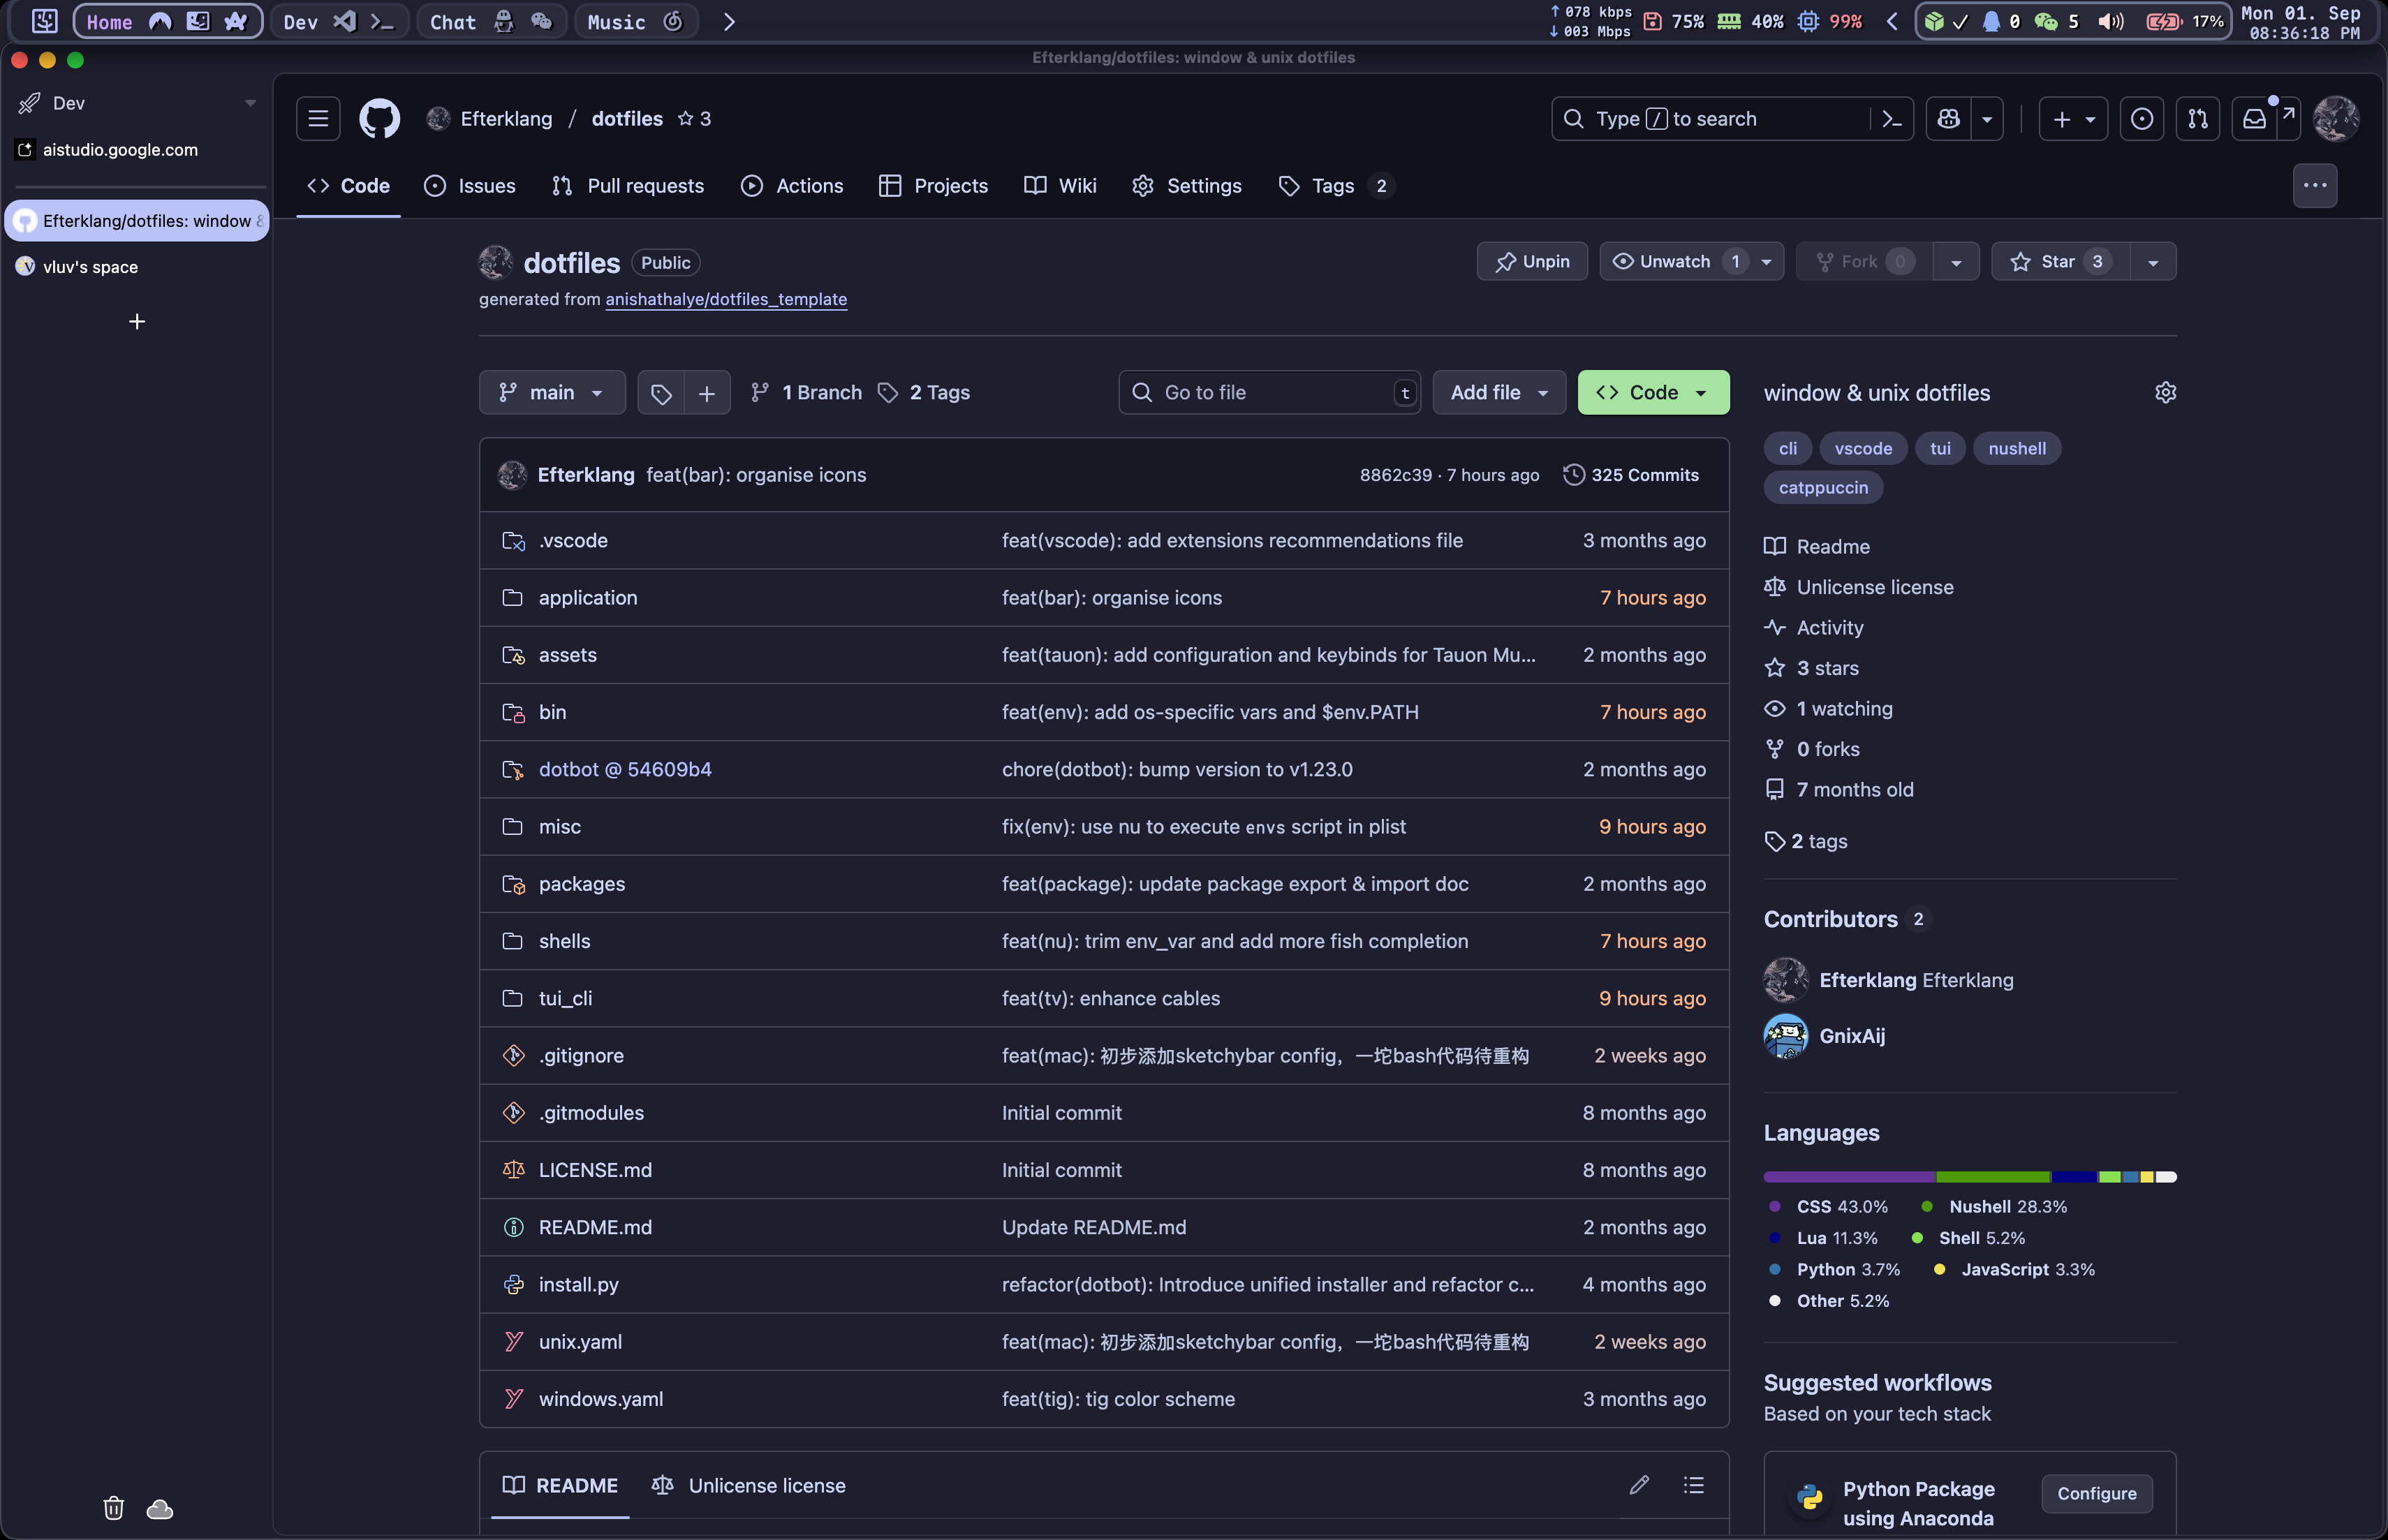 Home Dev Chat Music ↑ 078 kbps ↓ 003 Mbps 75% 40% 99% 0 5 17% Mon 01. Sep 08:36:18 PM
Efterklang/dotfiles: window & unix dotfiles
Dev
aistudio.google.com
Efterklang/dotfiles: window &
vluv's space
+
Efterklang / dotfiles 3
Type / to search
Code Issues Pull requests Actions Projects Wiki Settings Tags 2
dotfiles Public
Unpin Unwatch 1 Fork 0 Star 3
generated from anishathalye/dotfiles_template
main + 1 Branch 2 Tags Go to file t Add file Code
Efterklang feat(bar): organise icons 8862c39 · 7 hours ago 325 Commits
.vscode feat(vscode): add extensions recommendations file 3 months ago
application feat(bar): organise icons 7 hours ago
assets feat(tauon): add configuration and keybinds for Tauon Mu... 2 months ago
bin feat(env): add os-specific vars and $env.PATH 7 hours ago
dotbot @ 54609b4 chore(dotbot): bump version to v1.23.0 2 months ago
misc fix(env): use nu to execute envs script in plist 9 hours ago
packages feat(package): update package export & import doc 2 months ago
shells feat(nu): trim env_var and add more fish completion 7 hours ago
tui_cli feat(tv): enhance cables 9 hours ago
.gitignore feat(mac): 初步添加sketchybar config，一坨bash代码待重构 2 weeks ago
.gitmodules Initial commit 8 months ago
LICENSE.md Initial commit 8 months ago
README.md Update README.md 2 months ago
install.py refactor(dotbot): Introduce unified installer and refactor c... 4 months ago
unix.yaml feat(mac): 初步添加sketchybar config，一坨bash代码待重构 2 weeks ago
windows.yaml feat(tig): tig color scheme 3 months ago
README Unlicense license
window & unix dotfiles
cli vscode tui nushell
catppuccin
Readme
Unlicense license
Activity
3 stars
1 watching
0 forks
7 months old
2 tags
Contributors 2
Efterklang Efterklang
GnixAij
Languages
CSS 43.0% Nushell 28.3%
Lua 11.3% Shell 5.2%
Python 3.7% JavaScript 3.3%
Other 5.2%
Suggested workflows
Based on your tech stack
Python Package
using Anaconda
Configure